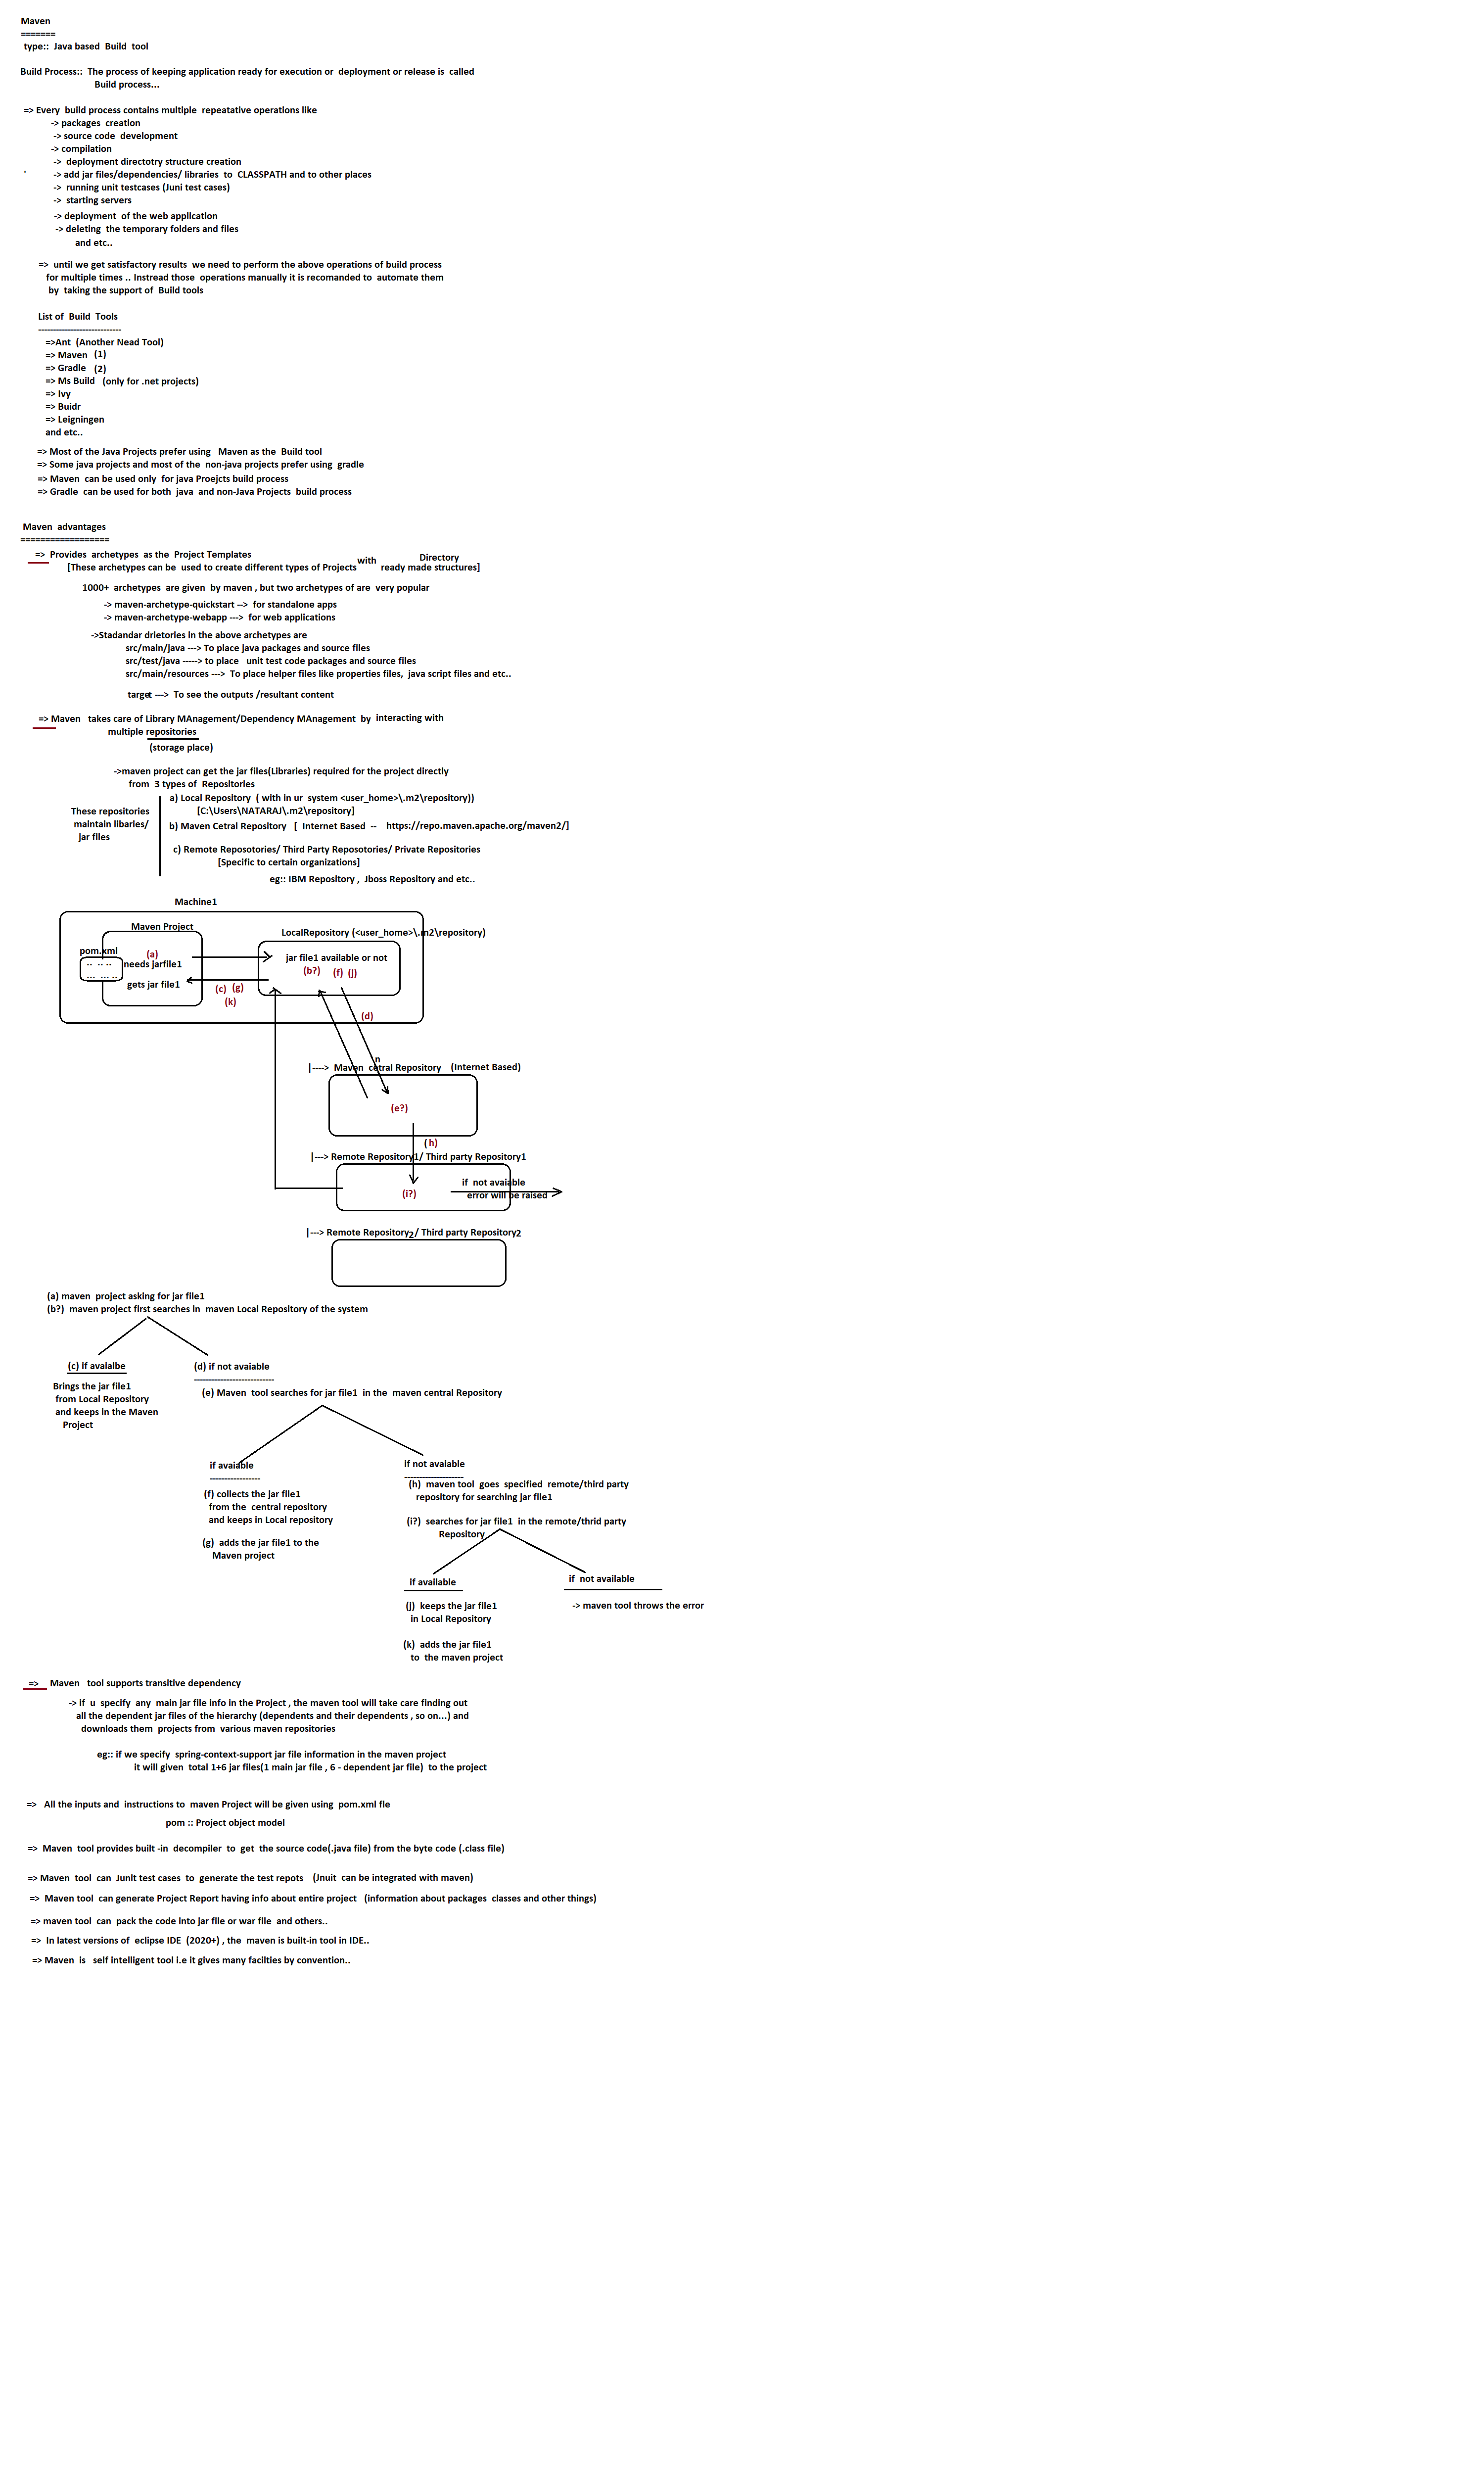 Maven
=======
type:: Java based Build tool
Build Process:: The process of keeping application ready for execution or deployment or release is called
Build process...
=> Every build process contains multiple repeatative operations like
-> packages creation
-> source code development
-> compilation
-> deployment directotry structure creation
-> add jar files/dependencies/ libraries to CLASSPATH and to other places
-> running unit testcases (Juni test cases)
-> starting servers
-> deployment of the web application
-> deleting the temporary folders and files
and etc..
=> until we get satisfactory results we need to perform the above operations of build process
for multiple times .. Instread those operations manually it is recomanded to automate them
by taking the support of Build tools
List of Build Tools
----------------------------
=>Ant (Another Nead Tool)
=> Maven (1)
=> Gradle (2)
=> Ms Build (only for .net projects)
=> Ivy
=> Buidr
=> Leigningen
and etc..
=> Most of the Java Projects prefer using Maven as the Build tool
=> Some java projects and most of the non-java projects prefer using gradle
=> Maven can be used only for java Proejcts build process
=> Gradle can be used for both java and non-Java Projects build process
Maven advantages
==================
=> Provides archetypes as the Project Templates
[These archetypes can be used to create different types of Projects with ready made Directory structures]
1000+ archetypes are given by maven , but two archetypes of are very popular
-> maven-archetype-quickstart --> for standalone apps
-> maven-archetype-webapp ---> for web applications
->Stadandar drietories in the above archetypes are
src/main/java ---> To place java packages and source files
src/test/java -----> to place unit test code packages and source files
src/main/resources ---> To place helper files like properties files, java script files and etc..
target ---> To see the outputs /resultant content
=> Maven takes care of Library MAnagement/Dependency MAnagement by interacting with
multiple repositories
(storage place)
->maven project can get the jar files(Libraries) required for the project directly
from 3 types of Repositories
a) Local Repository ( with in ur system <user_home>\.m2\repository))
[C:\Users\NATARAJ\.m2\repository]
These repositories
maintain libaries/
jar files
b) Maven Cetral Repository [ Internet Based -- https://repo.maven.apache.org/maven2/]
c) Remote Reposotories/ Third Party Reposotories/ Private Repositories
[Specific to certain organizations]
eg:: IBM Repository , Jboss Repository and etc..
Machine1
Maven Project
LocalRepository (<user_home>\.m2\repository)
pom.xml
(a)
.. .. ..
needs jarfile1
jar file1 available or not
... ... ..
(b?) (f) (j)
gets jar file1
(c) (g)
(k)
(d)
n
|----> Maven cetral Repository (Internet Based)
(e?)
(h)
|---> Remote Repository1/ Third party Repository1
if not avaiable
error will be raised
(i?)
|---> Remote Repository2/ Third party Repository2
(a) maven project asking for jar file1
(b?) maven project first searches in maven Local Repository of the system
(c) if avaialbe
(d) if not avaiable
---------------------------
Brings the jar file1
from Local Repository
and keeps in the Maven
Project
(e) Maven tool searches for jar file1 in the maven central Repository
if avaiable
-----------------
if not avaiable
--------------------
(f) collects the jar file1
from the central repository
and keeps in Local repository
(g) adds the jar file1 to the
Maven project
(h) maven tool goes specified remote/third party
repository for searching jar file1
(i?) searches for jar file1 in the remote/thrid party
Repository
if available
if not available
(j) keeps the jar file1
in Local Repository
-> maven tool throws the error
(k) adds the jar file1
to the maven project
=> Maven tool supports transitive dependency
-> if u specify any main jar file info in the Project , the maven tool will take care finding out
all the dependent jar files of the hierarchy (dependents and their dependents , so on...) and
downloads them projects from various maven repositories
eg:: if we specify spring-context-support jar file information in the maven project
it will given total 1+6 jar files(1 main jar file , 6 - dependent jar file) to the project
=> All the inputs and instructions to maven Project will be given using pom.xml fle
pom :: Project object model
=> Maven tool provides built -in decompiler to get the source code(.java file) from the byte code (.class file)
=> Maven tool can Junit test cases to generate the test repots (Jnuit can be integrated with maven)
=> Maven tool can generate Project Report having info about entire project (information about packages classes and other things)
=> maven tool can pack the code into jar file or war file and others..
=> In latest versions of eclipse IDE (2020+) , the maven is built-in tool in IDE..
=> Maven is self intelligent tool i.e it gives many facilties by convention..